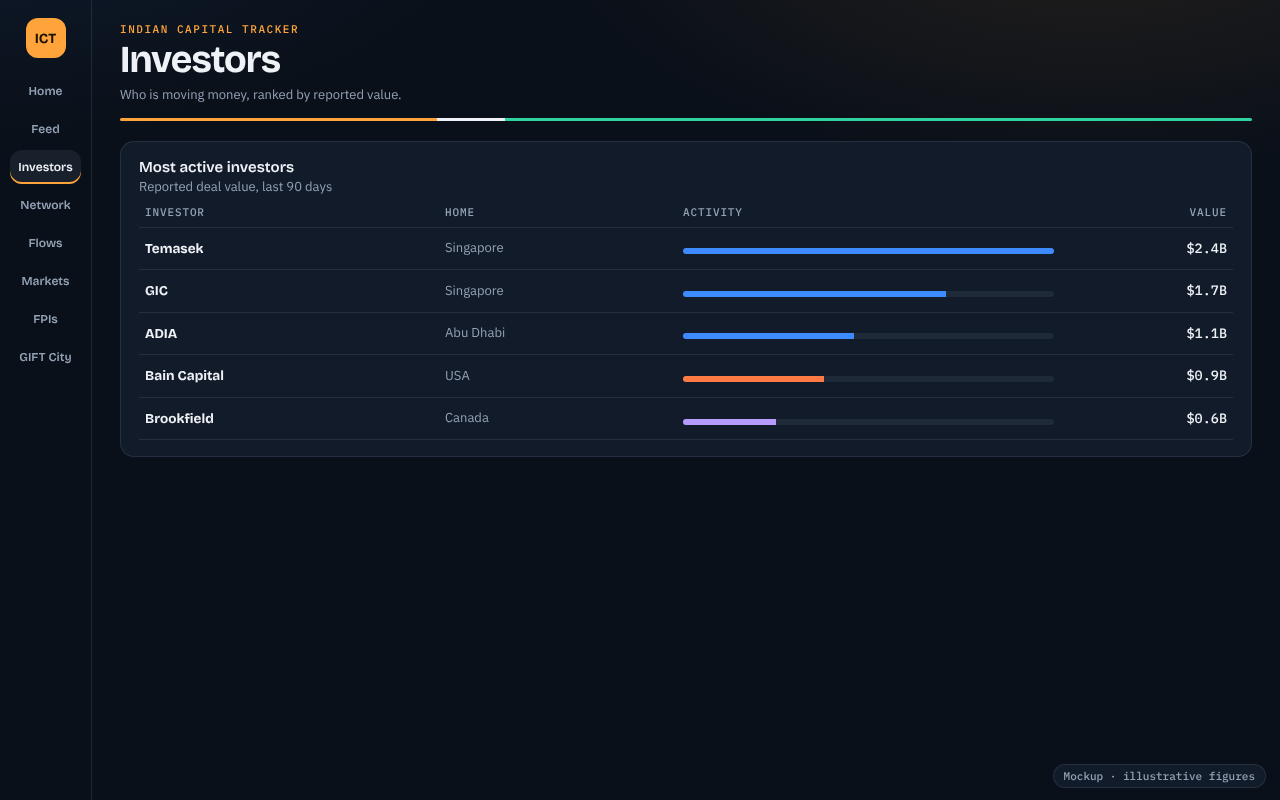 ICT
Home
Feed
Investors
Network
Flows
Markets
FPIs
GIFT City
INDIAN CAPITAL TRACKER
Investors
Who is moving money, ranked by reported value.
Most active investors
Reported deal value, last 90 days
INVESTOR HOME ACTIVITY VALUE
Temasek Singapore $2.4B
GIC Singapore $1.7B
ADIA Abu Dhabi $1.1B
Bain Capital USA $0.9B
Brookfield Canada $0.6B
Mockup · illustrative figures